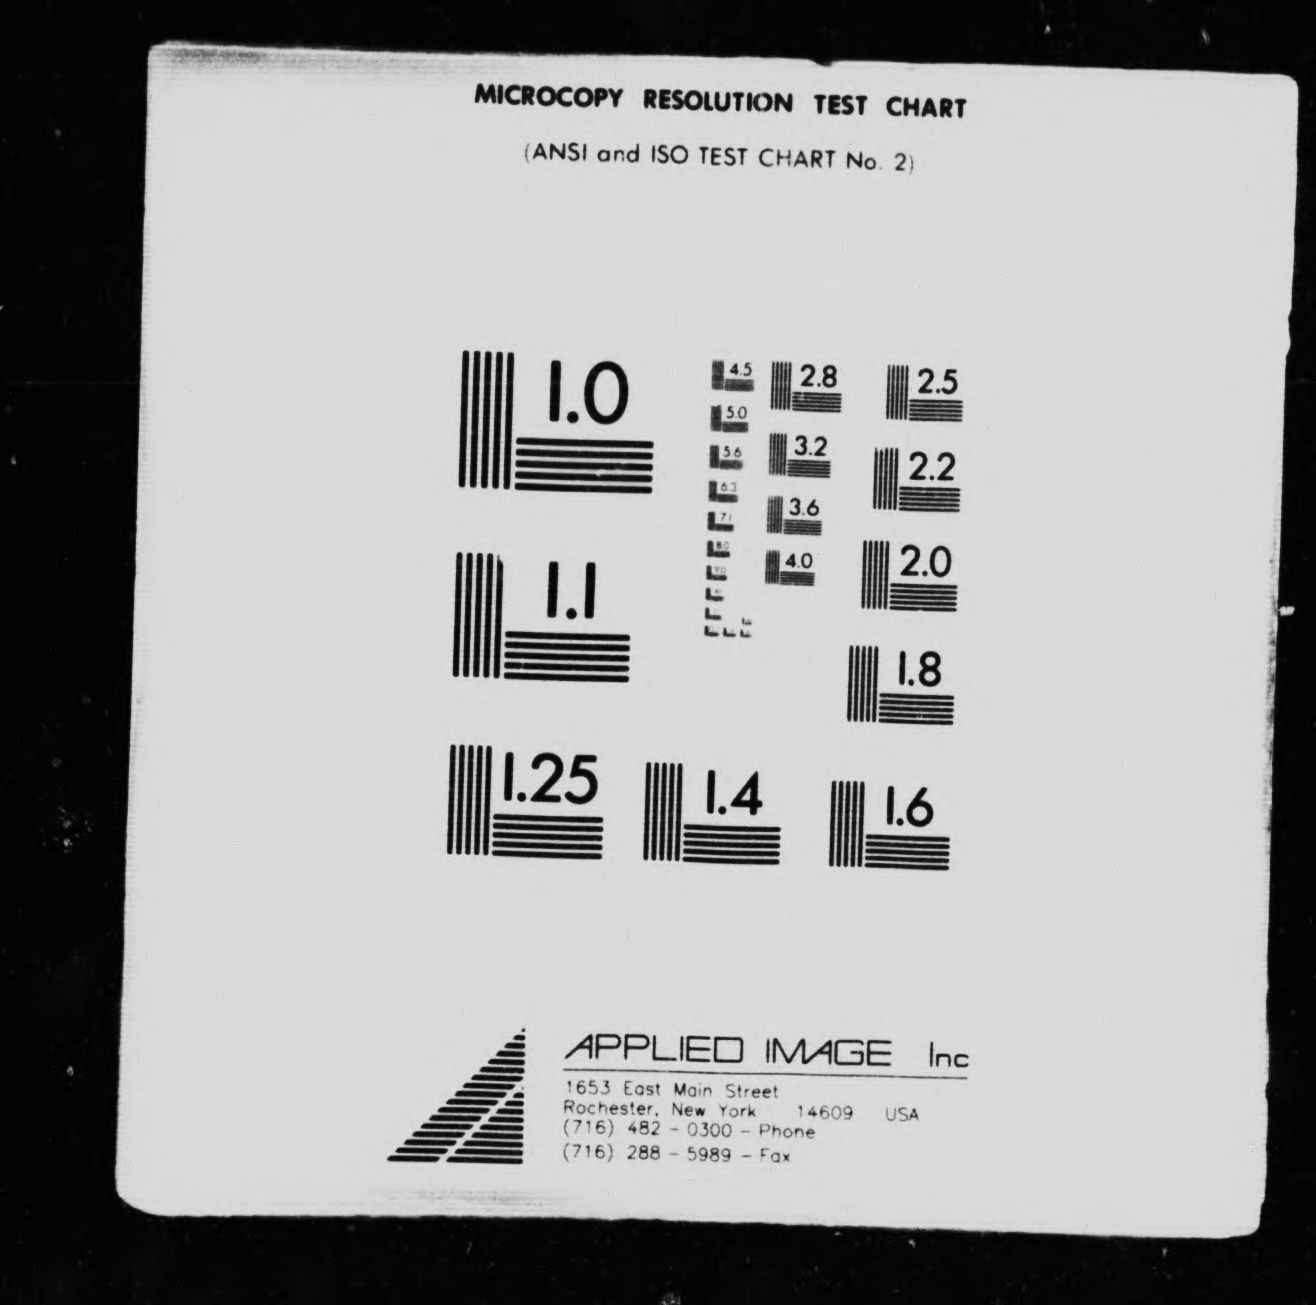 MICROCOPY RESOLUTION TEST CHART
(ANSI and ISO TEST CHART No. 2)
1.0
4.5
2.8
2.5
5.0
5.6
3.2
2.2
6.3
3.6
7.1
8.0
4.0
2.0
9.0
1.1
1.8
1.25
1.4
1.6
APPLIED IMAGE Inc
1653 East Main Street
Rochester, New York 14609 USA
(716) 482 - 0300 - Phone
(716) 288 - 5989 - Fax